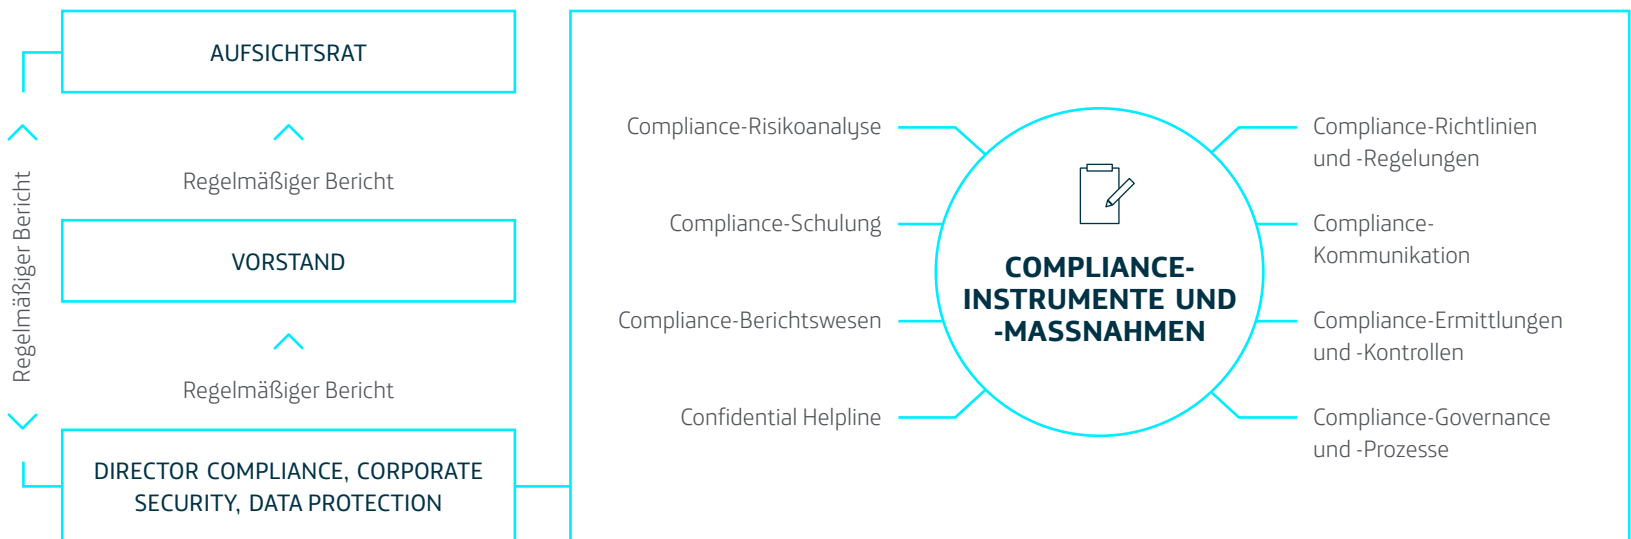 AUFSICHTSRAT
Regelmäßiger Bericht
Regelmäßiger Bericht
VORSTAND
Regelmäßiger Bericht
DIRECTOR COMPLIANCE, CORPORATE
SECURITY, DATA PROTECTION
Compliance-Risikoanalyse
Compliance-Schulung
Compliance-Berichtswesen
Confidential Helpline
COMPLIANCE-
INSTRUMENTE UND
-MASSNAHMEN
Compliance-Richtlinien
und -Regelungen
Compliance-
Kommunikation
Compliance-Ermittlungen
und -Kontrollen
Compliance-Governance
und -Prozesse